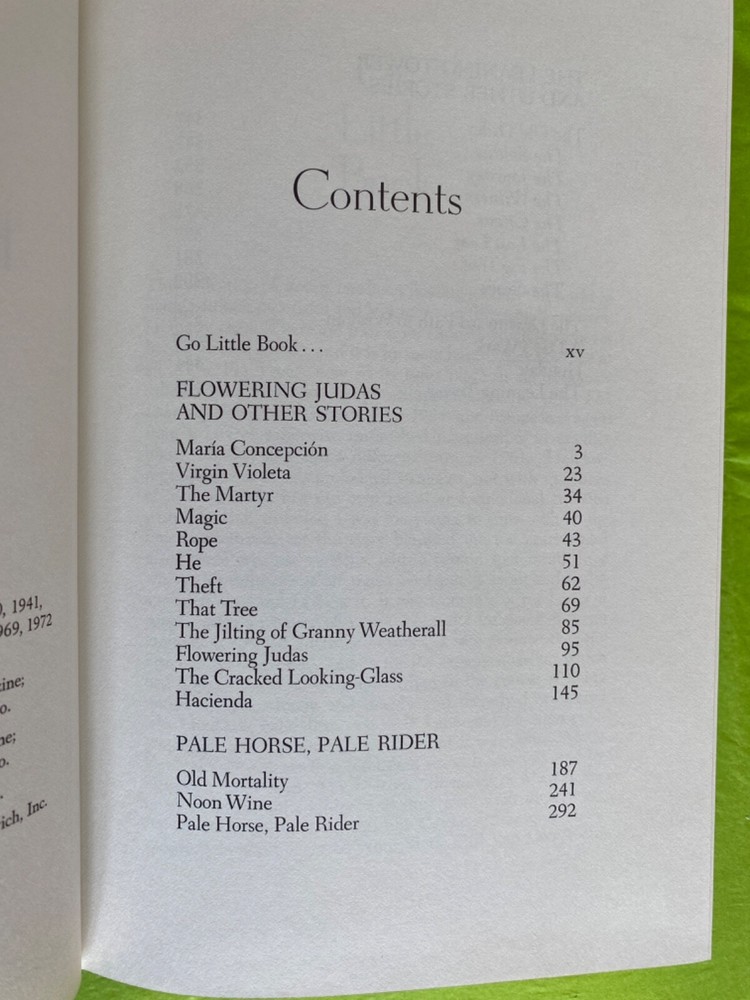 Contents
Go Little Book... xv
FLOWERING JUDAS
AND OTHER STORIES
María Concepción 3
Virgin Violeta 23
The Martyr 34
Magic 40
Rope 43
He 51
Theft 62
That Tree 69
The Jilting of Granny Weatherall 85
Flowering Judas 95
The Cracked Looking-Glass 110
Hacienda 145
PALE HORSE, PALE RIDER
Old Mortality 187
Noon Wine 241
Pale Horse, Pale Rider 292
1941,
1972
Inc.